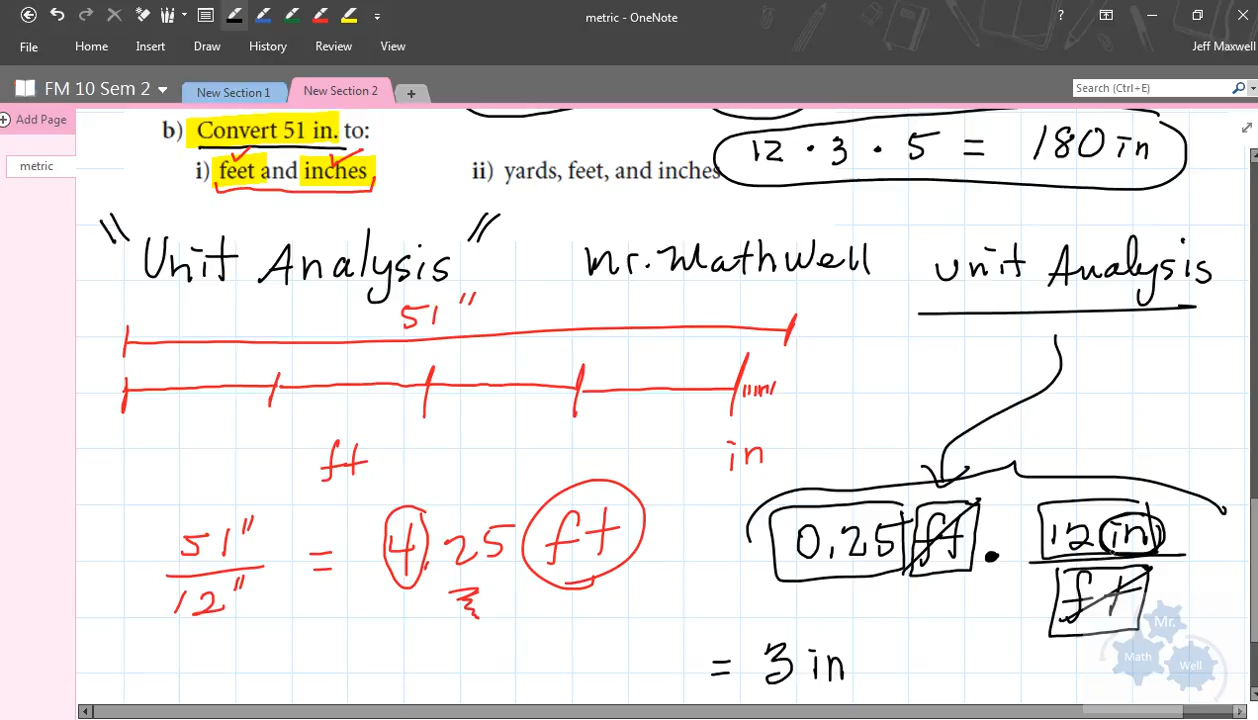 metric - OneNote
?
File
Home
Insert
Draw
History
Review
View
Jeff Maxwell
FM 10 Sem 2
New Section 1
New Section 2
+
Search (Ctrl+E)
Add Page
metric
b) Convert 51 in. to:
i) feet and inches
ii) yards, feet, and inches
12 · 3 · 5 = 180 in
"Unit Analysis"
Mr. Mathwell
unit Analysis
51"
ft
in
51" / 12" = 4.25 ft
0.25 ft · 12 in / ft
= 3 in
Mr.
Math
Well